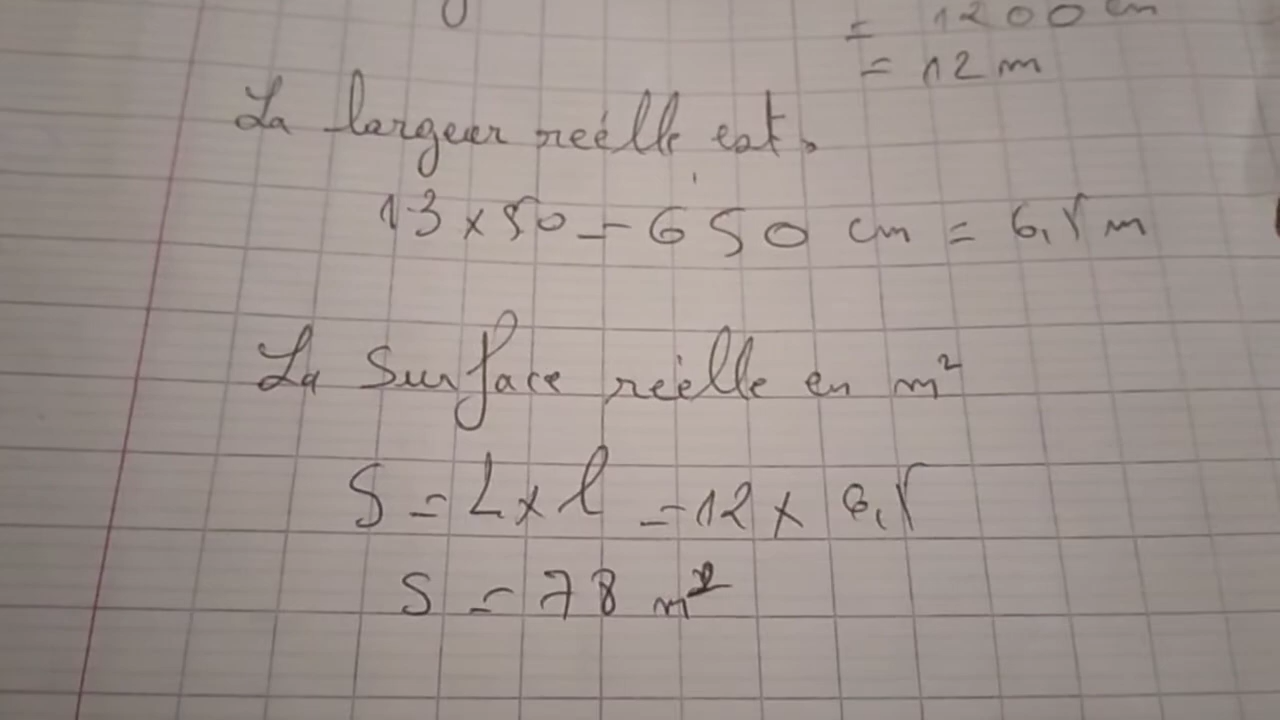 = 1200 cm
= 12 m
La largeur réelle est.
13 x 50 = 650 cm = 6,5 m
La Surface réelle en m²
S = L x l = 12 x 6,5
S = 78 m²